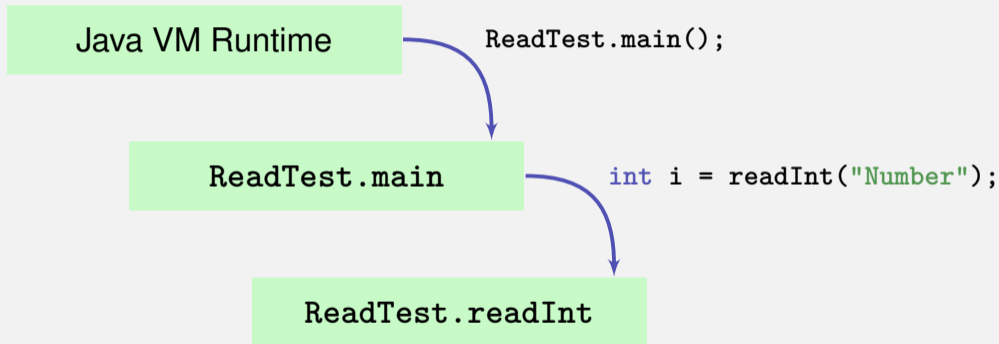 Java VM Runtime
ReadTest.main();
ReadTest.main
int i = readInt("Number");
ReadTest.readInt